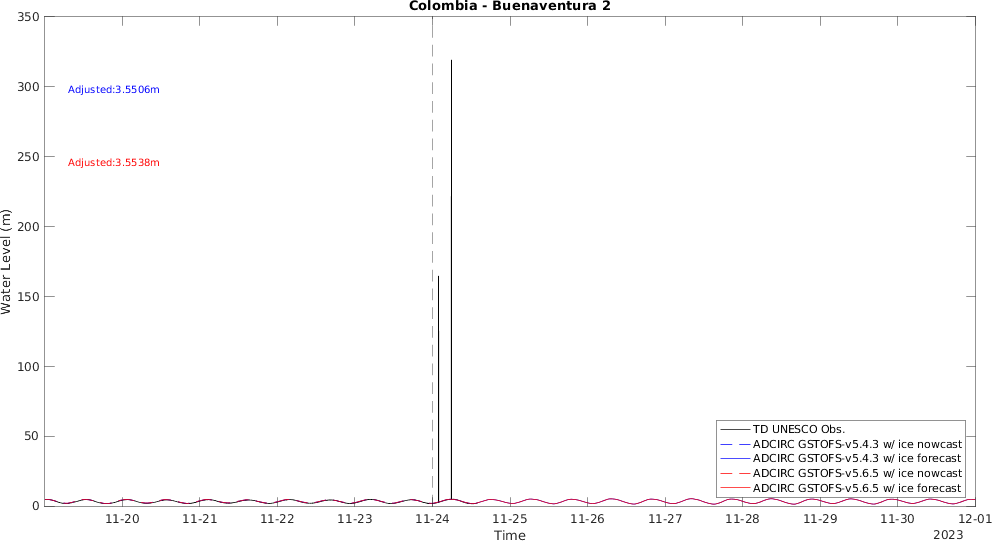 Colombia - Buenaventura 2
350
300
250
200
150
100
50
0
Water Level (m)
Adjusted:3.5506m
Adjusted:3.5538m
TD UNESCO Obs.
ADCIRC GSTOFS-v5.4.3 w/ ice nowcast
ADCIRC GSTOFS-v5.4.3 w/ ice forecast
ADCIRC GSTOFS-v5.6.5 w/ ice nowcast
ADCIRC GSTOFS-v5.6.5 w/ ice forecast
11-20 11-21 11-22 11-23 11-24 11-25 11-26 11-27 11-28 11-29 11-30 12-01
Time
2023